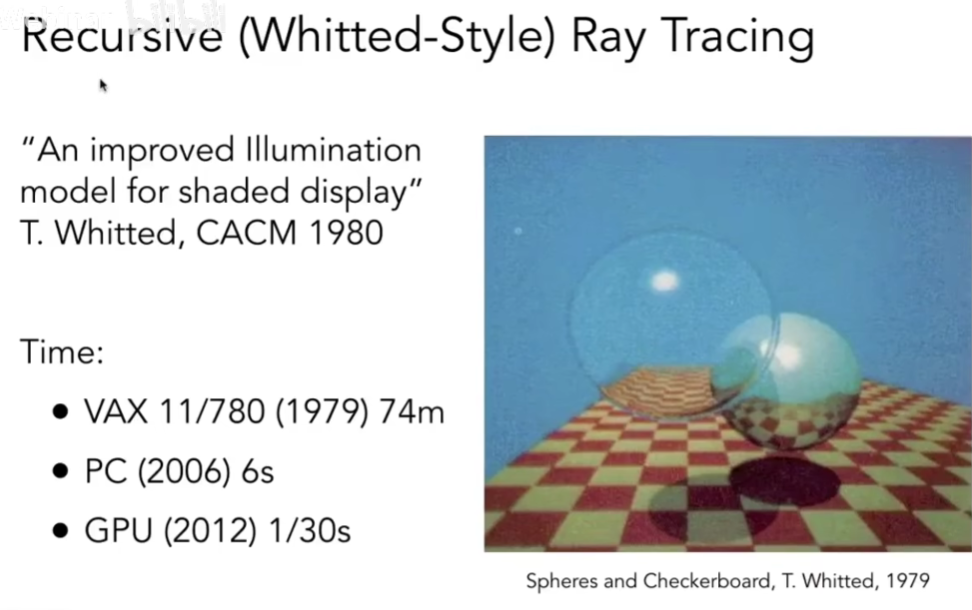 Recursive (Whitted-Style) Ray Tracing
“An improved Illumination
model for shaded display”
T. Whitted, CACM 1980
Time:
• VAX 11/780 (1979) 74m
• PC (2006) 6s
• GPU (2012) 1/30s
Spheres and Checkerboard, T. Whitted, 1979